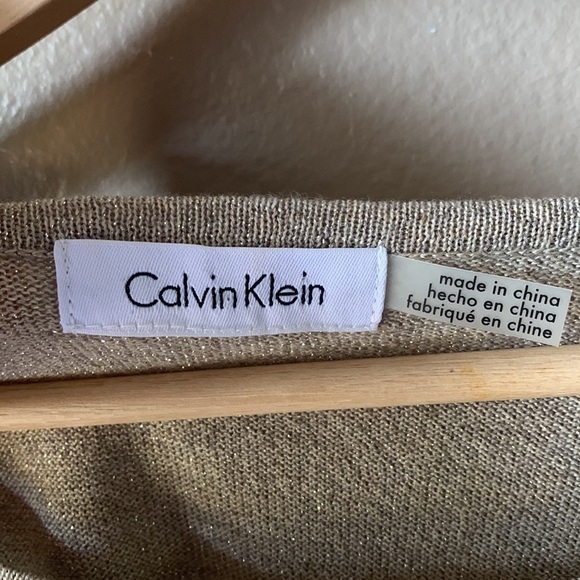 Calvin Klein
made in china
hecho en china
fabriqué en chine